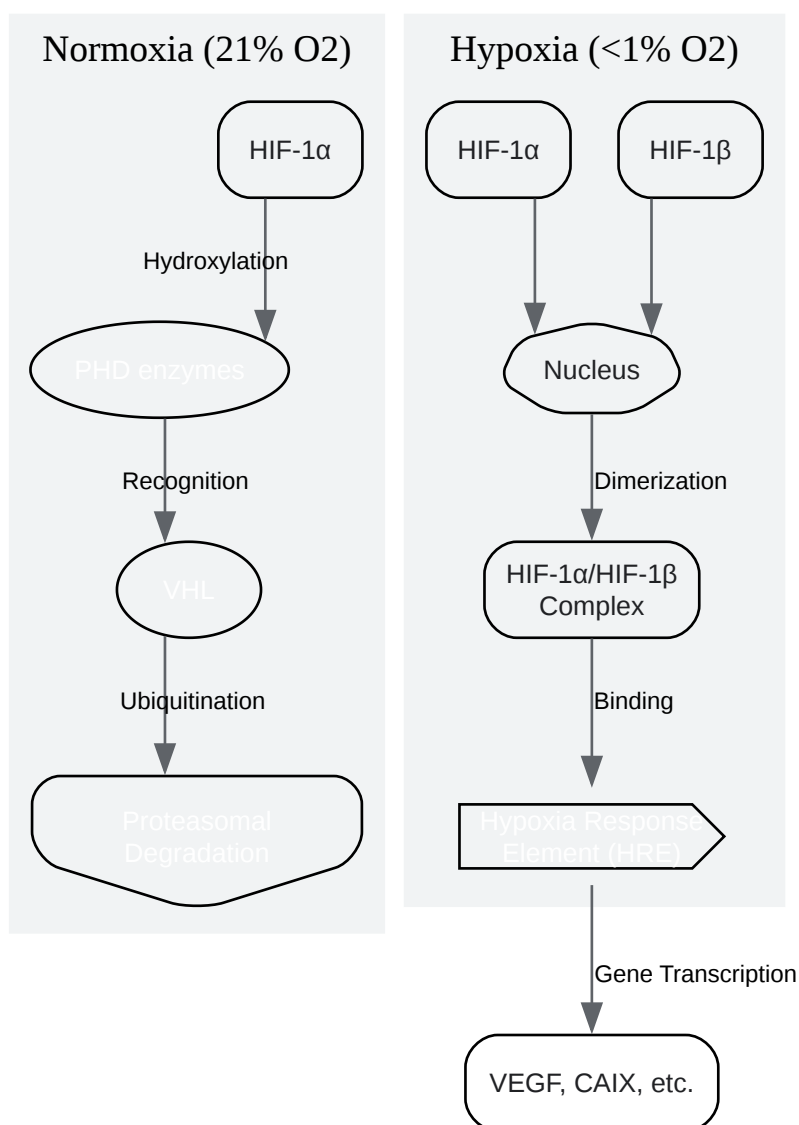 Normoxia (21% O2)
HIF-1α
Hydroxylation
PHD enzymes
Recognition
VHL
Ubiquitination
Proteasomal
Degradation
Hypoxia (<1% O2)
HIF-1α
HIF-1β
Nucleus
Dimerization
HIF-1α/HIF-1β
Complex
Binding
Hypoxia Response
Element (HRE)
Gene Transcription
VEGF, CAIX, etc.